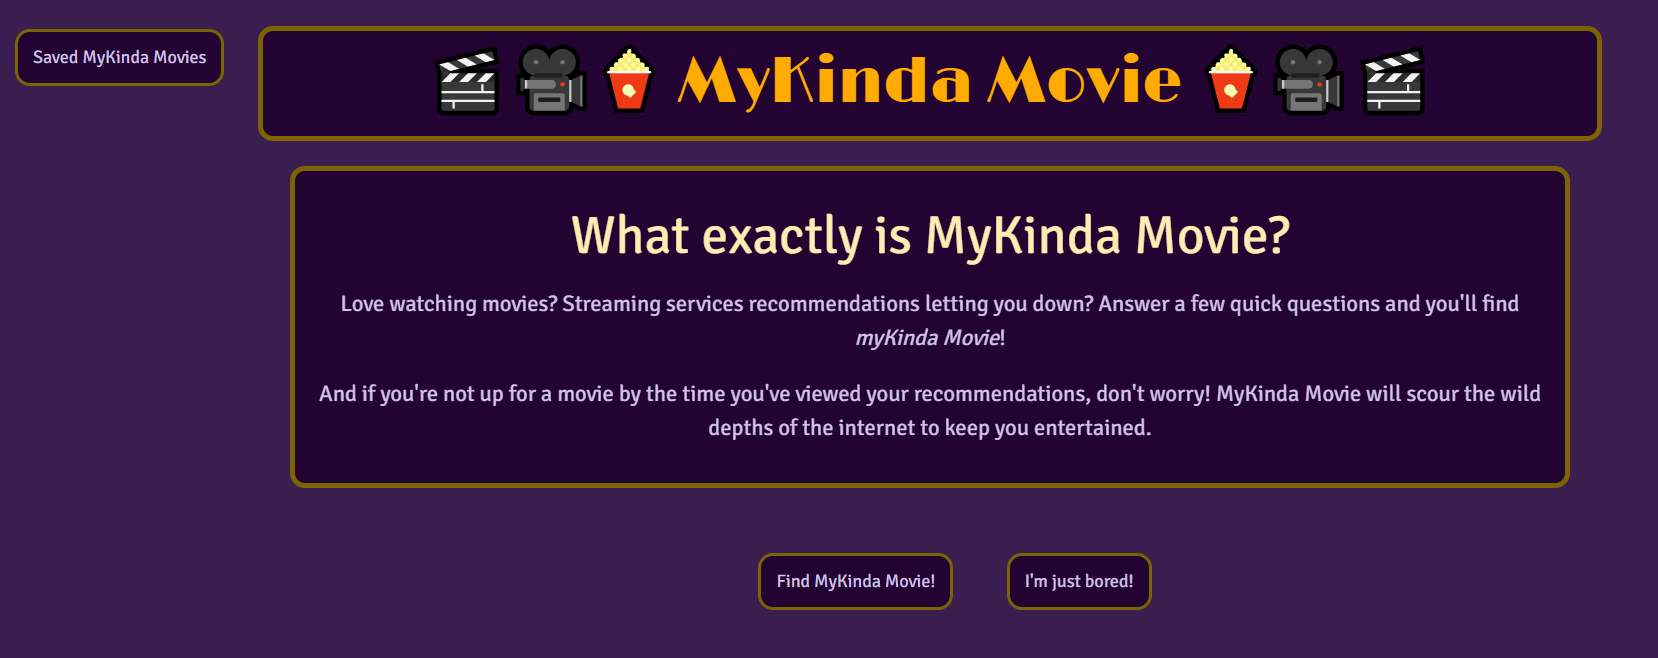 Saved MyKinda Movies
MyKinda Movie
What exactly is MyKinda Movie?
Love watching movies? Streaming services recommendations letting you down? Answer a few quick questions and you'll find
myKinda Movie!
And if you're not up for a movie by the time you've viewed your recommendations, don't worry! MyKinda Movie will scour the wild
depths of the internet to keep you entertained.
Find MyKinda Movie!
I'm just bored!